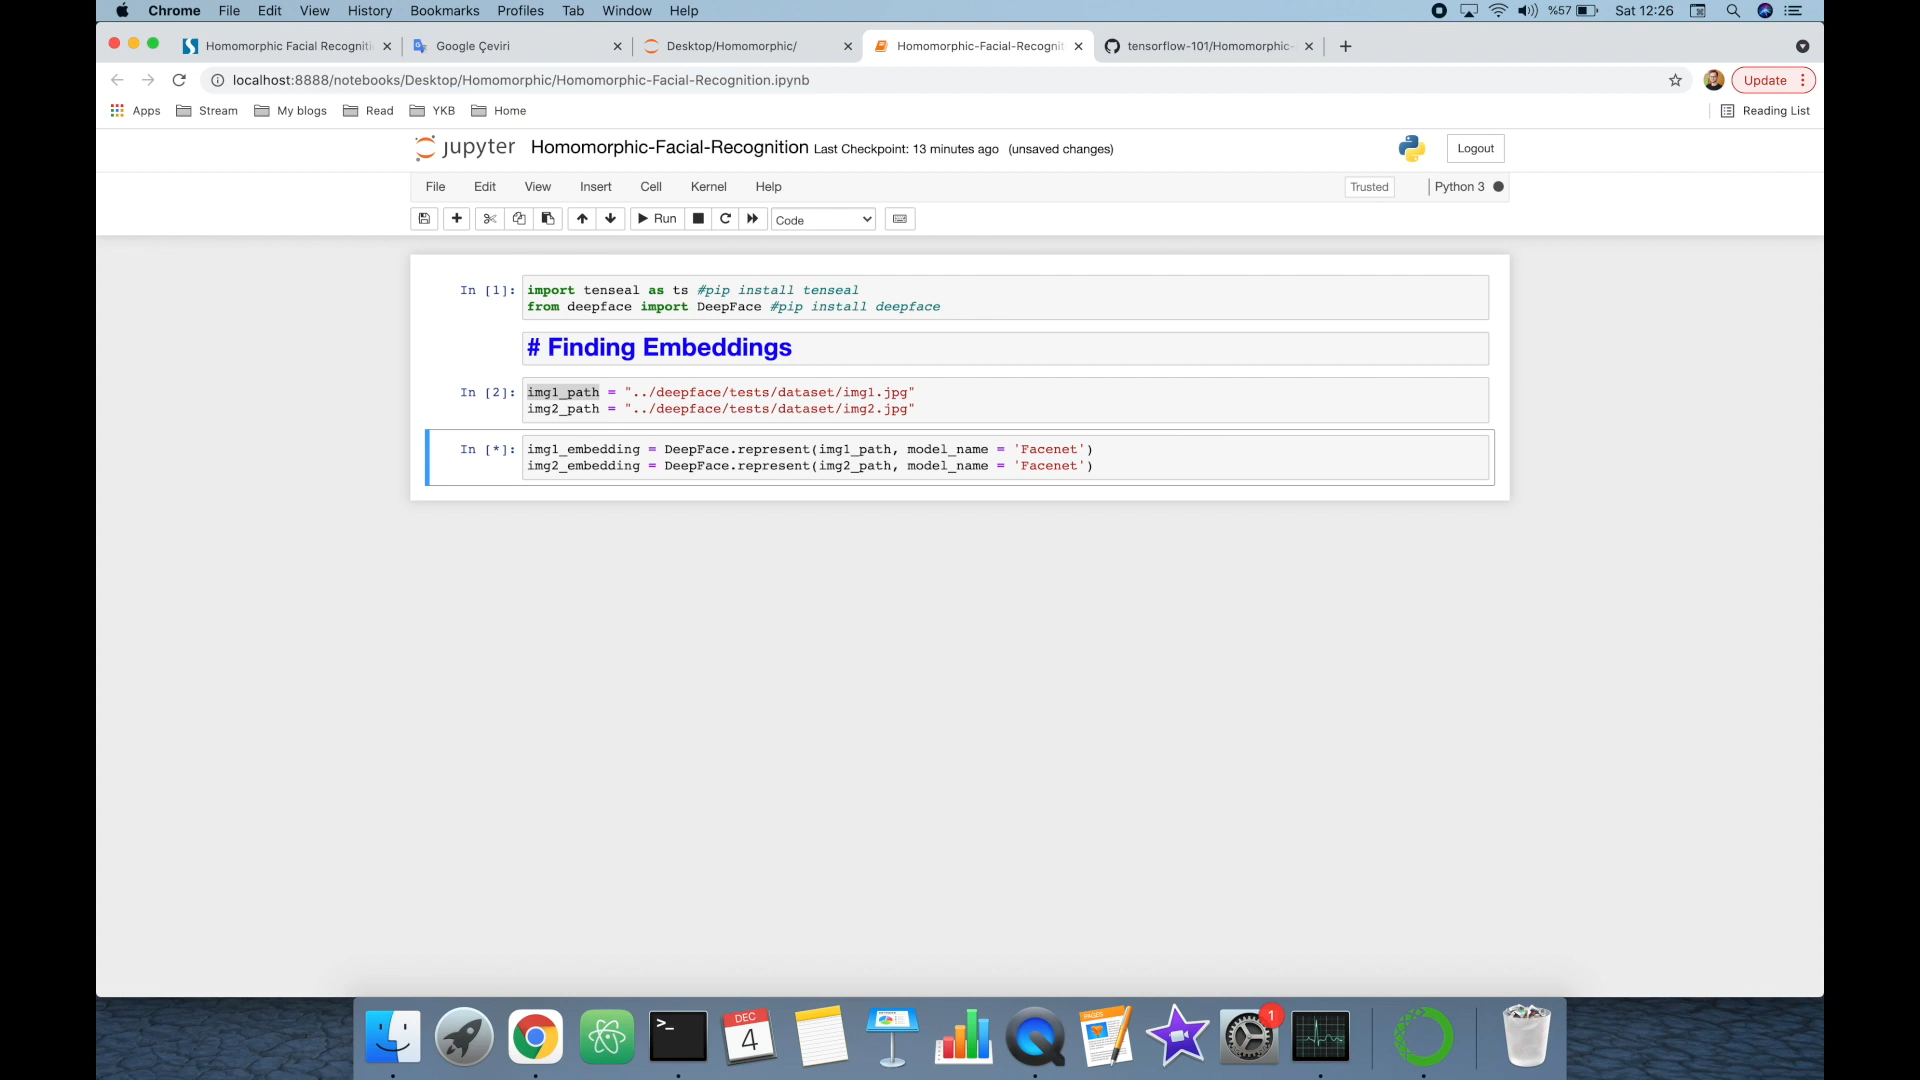 Chrome File Edit View History Bookmarks Profiles Tab Window Help %57 Sat 12:26
Homomorphic Facial Recogniti Google Çeviri Desktop/Homomorphic/ Homomorphic-Facial-Recognit tensorflow-101/Homomorphic-
localhost:8888/notebooks/Desktop/Homomorphic/Homomorphic-Facial-Recognition.ipynb Update
Apps Stream My blogs Read YKB Home Reading List
jupyter Homomorphic-Facial-Recognition Last Checkpoint: 13 minutes ago (unsaved changes) Logout
File Edit View Insert Cell Kernel Help Trusted Python 3
Run Code
In [1]: import tenseal as ts #pip install tenseal
from deepface import DeepFace #pip install deepface
# Finding Embeddings
In [2]: img1_path = "../deepface/tests/dataset/img1.jpg"
img2_path = "../deepface/tests/dataset/img2.jpg"
In [*]: img1_embedding = DeepFace.represent(img1_path, model_name = 'Facenet')
img2_embedding = DeepFace.represent(img2_path, model_name = 'Facenet')
>_ DEC 4 PAGES 1